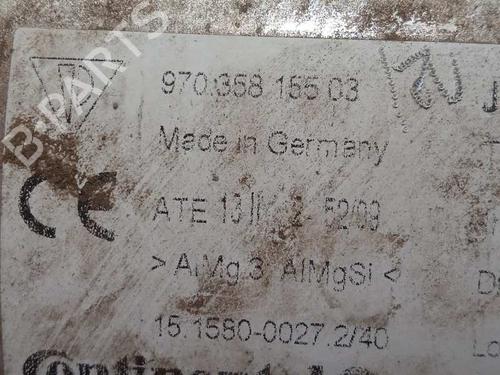 970.358 155 03
Made in Germany
CE
ATE 52/09
> AlMg.3 AlMgSi <
15.1580-0027.2/40
Continental
B-PARTS